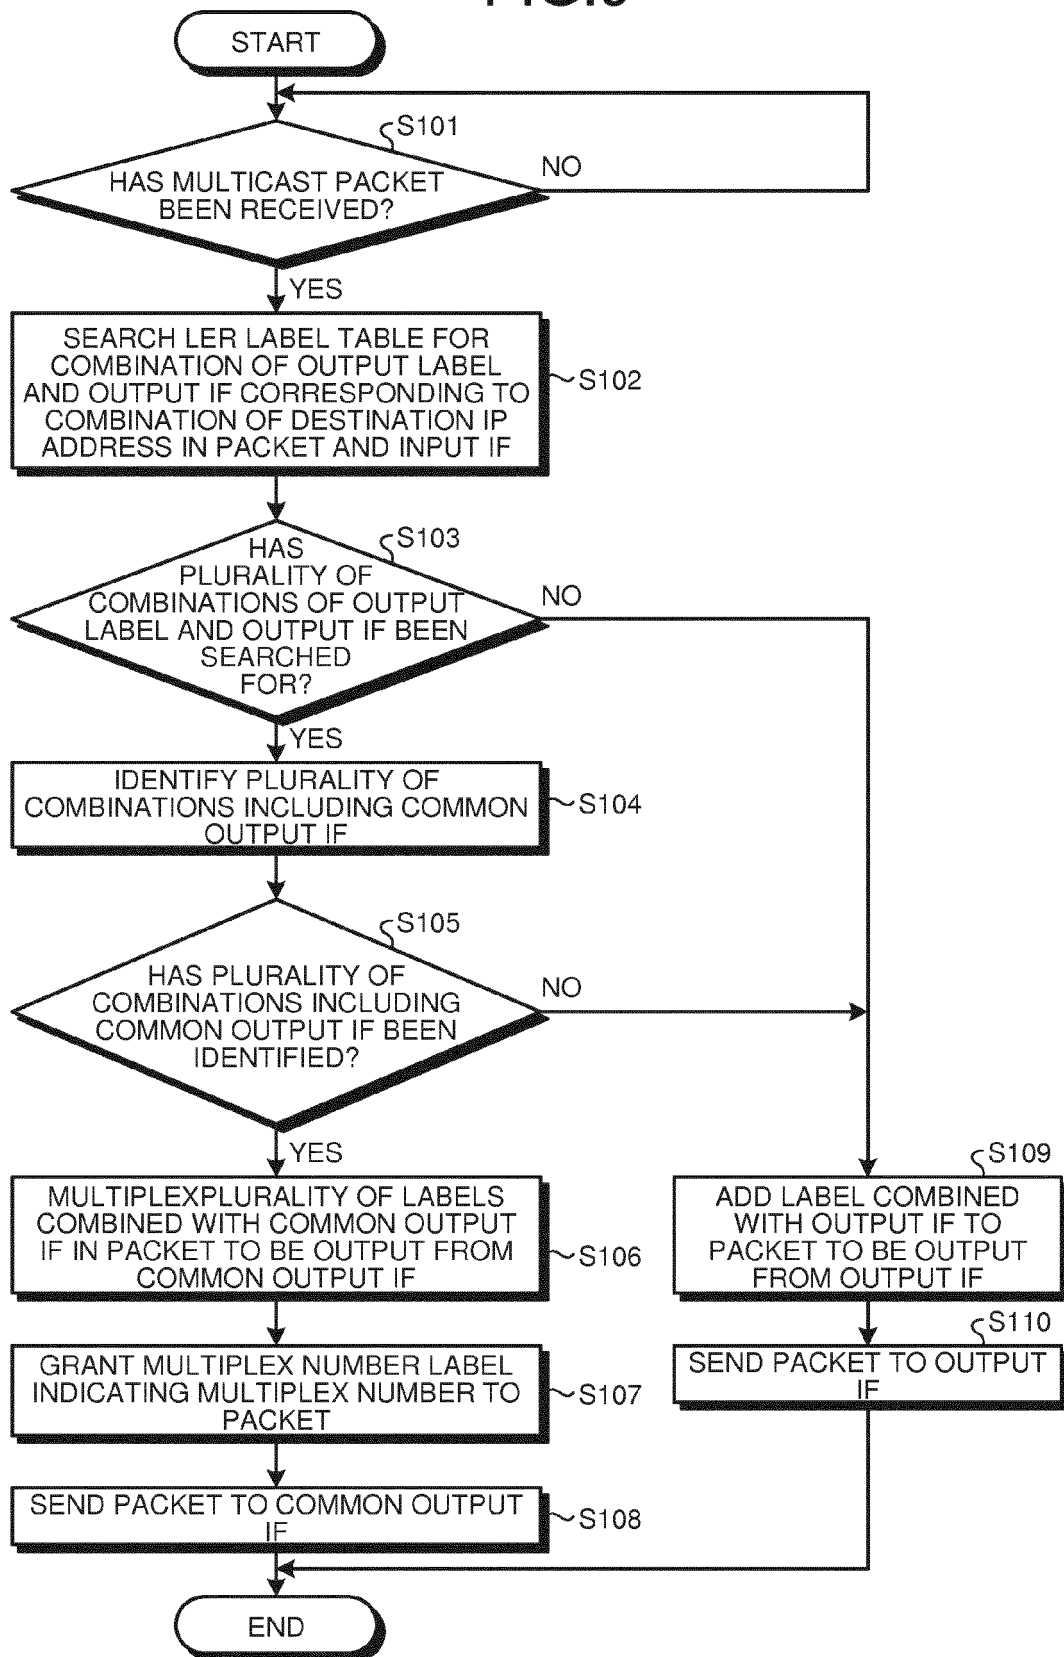 START
S101
HAS MULTICAST PACKET
BEEN RECEIVED?
NO
YES
SEARCH LER LABEL TABLE FOR
COMBINATION OF OUTPUT LABEL
AND OUTPUT IF CORRESPONDING TO
COMBINATION OF DESTINATION IP
ADDRESS IN PACKET AND INPUT IF
S102
S103
HAS
PLURALITY OF
COMBINATIONS OF OUTPUT
LABEL AND OUTPUT IF BEEN
SEARCHED
FOR?
NO
YES
IDENTIFY PLURALITY OF
COMBINATIONS INCLUDING COMMON
OUTPUT IF
S104
S105
HAS PLURALITY OF
COMBINATIONS INCLUDING
COMMON OUTPUT IF BEEN
IDENTIFIED?
NO
YES
MULTIPLEXPLURALITY OF LABELS
COMBINED WITH COMMON OUTPUT
IF IN PACKET TO BE OUTPUT FROM
COMMON OUTPUT IF
S106
GRANT MULTIPLEX NUMBER LABEL
INDICATING MULTIPLEX NUMBER TO
PACKET
S107
SEND PACKET TO COMMON OUTPUT
IF
S108
S109
ADD LABEL COMBINED
WITH OUTPUT IF TO
PACKET TO BE OUTPUT
FROM OUTPUT IF
S110
SEND PACKET TO OUTPUT
IF
END